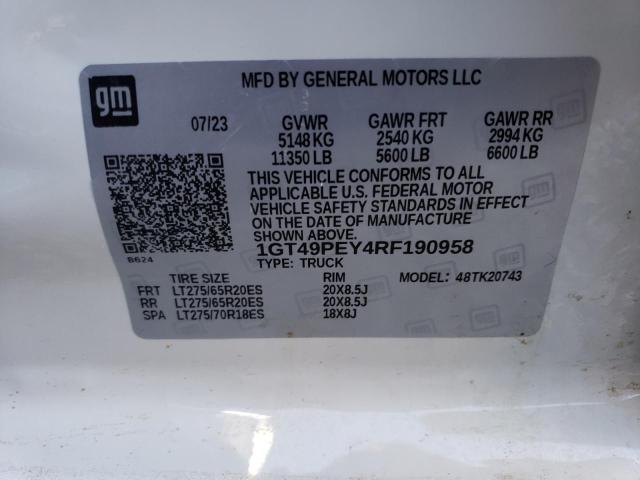 gm
MFD BY GENERAL MOTORS LLC
07/23 GVWR GAWR FRT GAWR RR
5148 KG 2540 KG 2994 KG
11350 LB 5600 LB 6600 LB
THIS VEHICLE CONFORMS TO ALL
APPLICABLE U.S. FEDERAL MOTOR
VEHICLE SAFETY STANDARDS IN EFFECT
ON THE DATE OF MANUFACTURE
SHOWN ABOVE.
B624
1GT49PEY4RF190958
TYPE: TRUCK MODEL: 48TK20743
TIRE SIZE RIM
FRT LT275/65R20ES 20X8.5J
RR LT275/65R20ES 20X8.5J
SPA LT275/70R18ES 18X8J